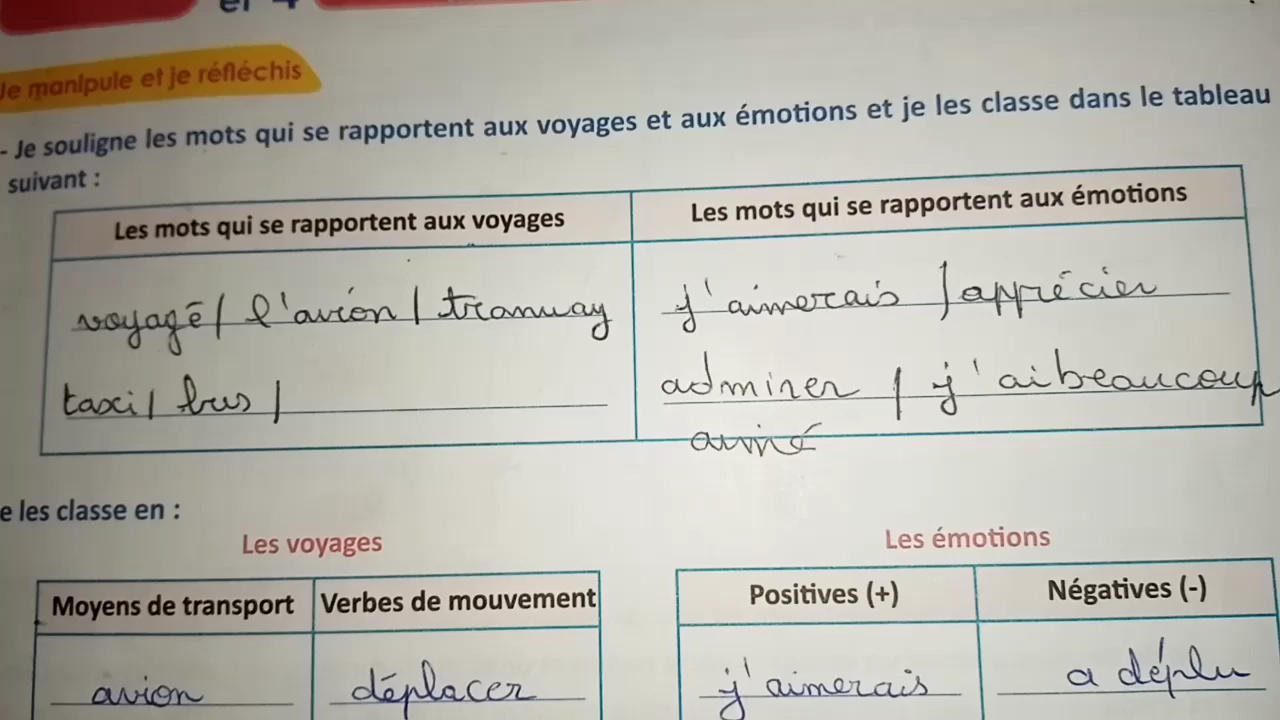 et 4
Je manipule et je réfléchis
- Je souligne les mots qui se rapportent aux voyages et aux émotions et je les classe dans le tableau
suivant :
Les mots qui se rapportent aux voyages
Les mots qui se rapportent aux émotions
voyagé / l'avion / tramway
taxi / bus /
j'aimerais / apprécier
admirer / j'ai beaucoup
aimé
e les classe en :
Les voyages
Les émotions
Moyens de transport
Verbes de mouvement
Positives (+)
Négatives (-)
avion
déplacer
j'aimerais
a déplu